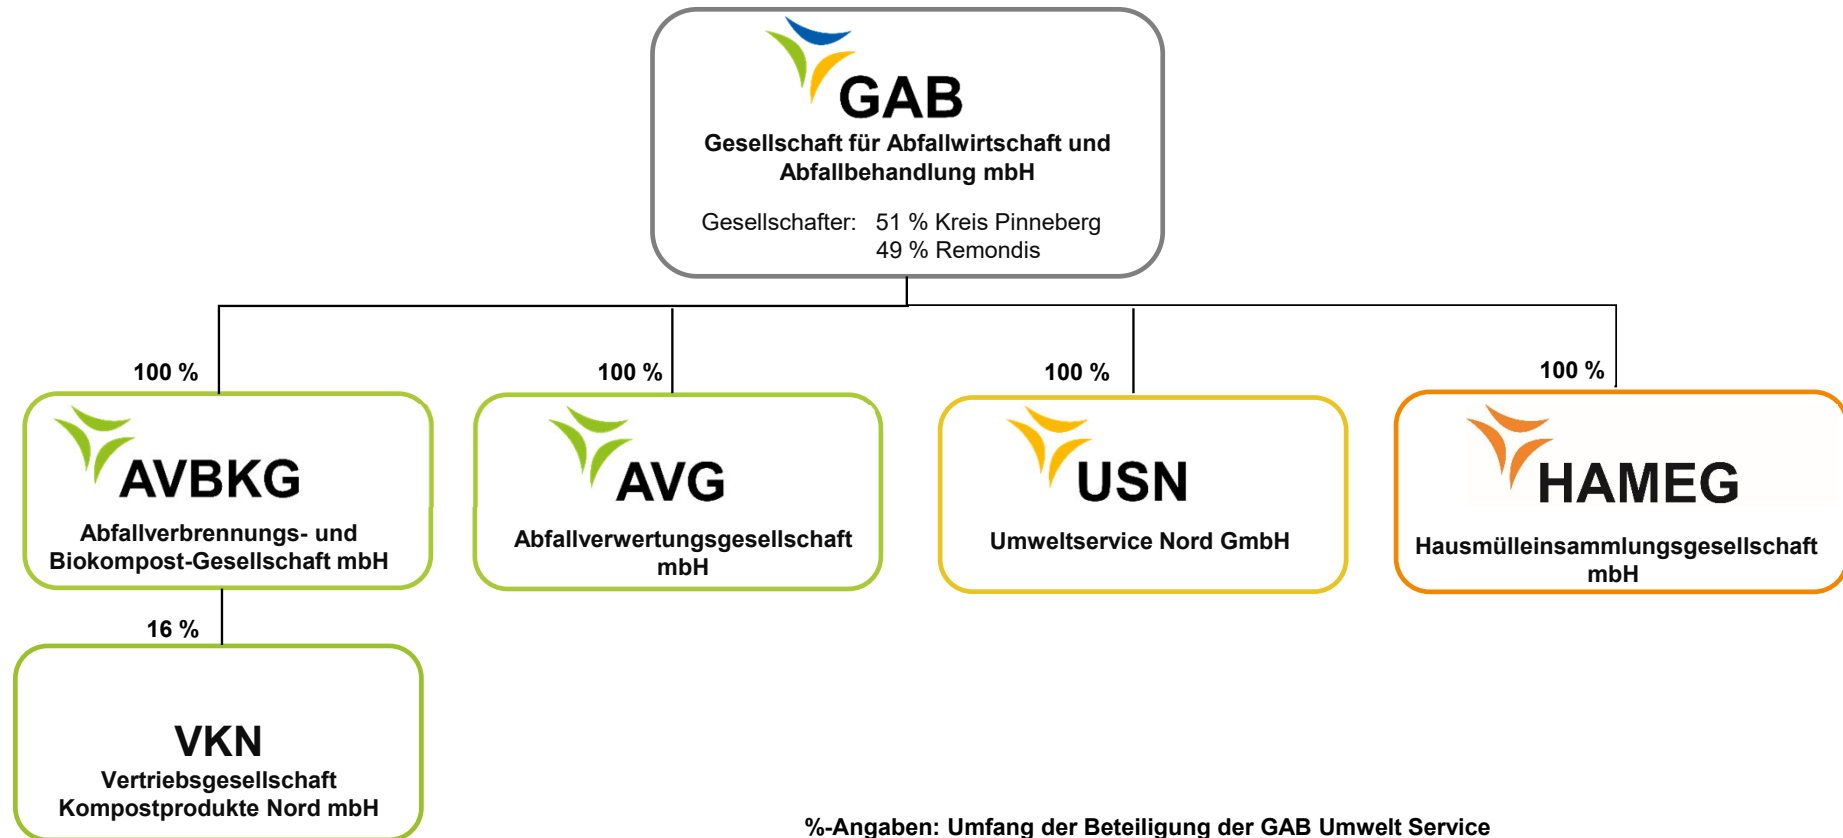 GAB
Gesellschaft für Abfallwirtschaft und
Abfallbehandlung mbH
Gesellschafter: 51 % Kreis Pinneberg
49 % Remondis
100 %
100 %
100 %
100 %
AVBKG
Abfallverbrennungs- und
Biokompost-Gesellschaft mbH
AVG
Abfallverwertungsgesellschaft
mbH
USN
Umweltservice Nord GmbH
HAMEG
Hausmülleinsammlungsgesellschaft
mbH
16 %
VKN
Vertriebsgesellschaft
Kompostprodukte Nord mbH
%-Angaben: Umfang der Beteiligung der GAB Umwelt Service